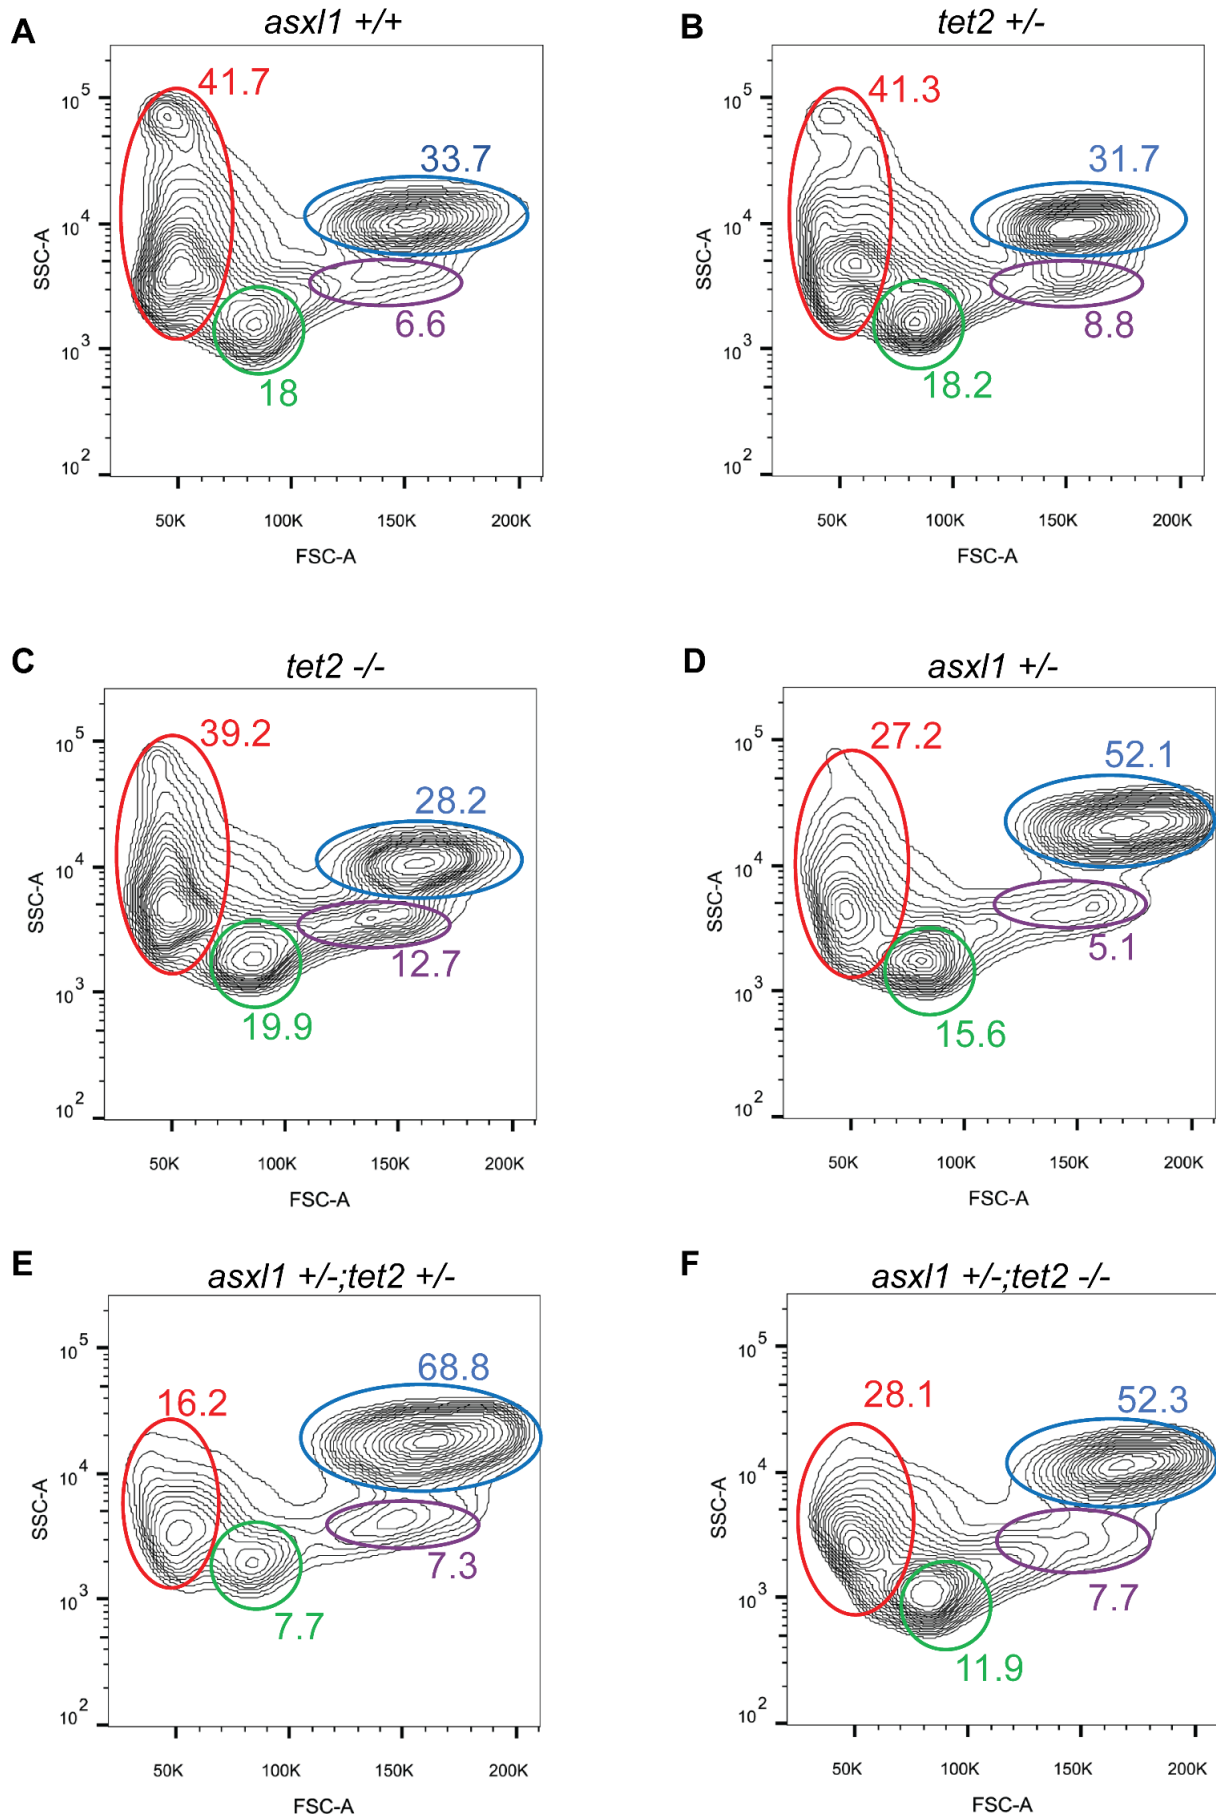 A
asxl1 +/+
41.7
33.7
6.6
18
10^5
10^4
10^3
10^2
SSC-A
50K 100K 150K 200K
FSC-A
B
tet2 +/-
41.3
31.7
8.8
18.2
10^5
10^4
10^3
10^2
SSC-A
50K 100K 150K 200K
FSC-A
C
tet2 -/-
39.2
28.2
12.7
19.9
10^5
10^4
10^3
10^2
SSC-A
50K 100K 150K 200K
FSC-A
D
asxl1 +/-
27.2
52.1
5.1
15.6
10^5
10^4
10^3
10^2
SSC-A
50K 100K 150K 200K
FSC-A
E
asxl1 +/-;tet2 +/-
16.2
68.8
7.3
7.7
10^5
10^4
10^3
10^2
SSC-A
50K 100K 150K 200K
FSC-A
F
asxl1 +/-;tet2 -/-
28.1
52.3
7.7
11.9
10^5
10^4
10^3
10^2
SSC-A
50K 100K 150K 200K
FSC-A